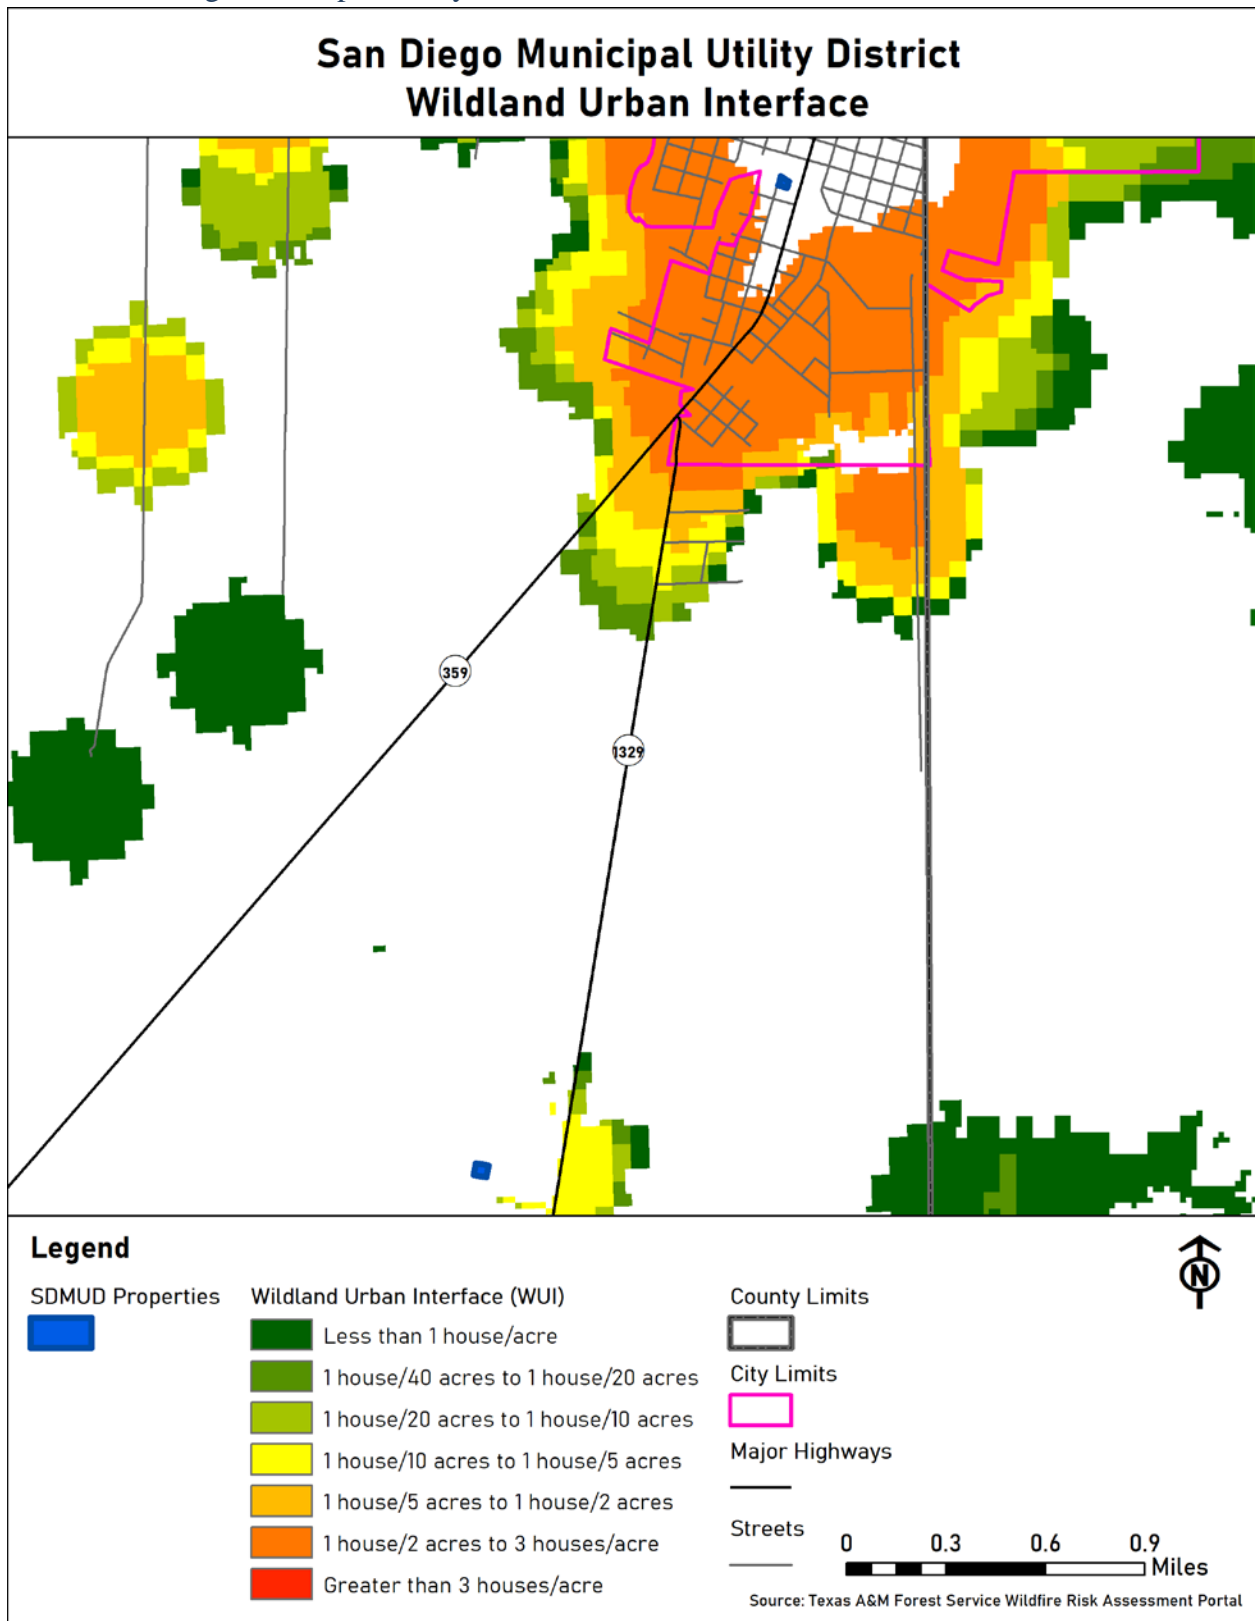 San Diego Municipal Utility District
Wildland Urban Interface
359
1329
Legend
SDMUD Properties
Wildland Urban Interface (WUI)
Less than 1 house/acre
1 house/40 acres to 1 house/20 acres
1 house/20 acres to 1 house/10 acres
1 house/10 acres to 1 house/5 acres
1 house/5 acres to 1 house/2 acres
1 house/2 acres to 3 houses/acre
Greater than 3 houses/acre
County Limits
City Limits
Major Highways
Streets
N
0 0.3 0.6 0.9
Miles
Source: Texas A&M Forest Service Wildfire Risk Assessment Portal